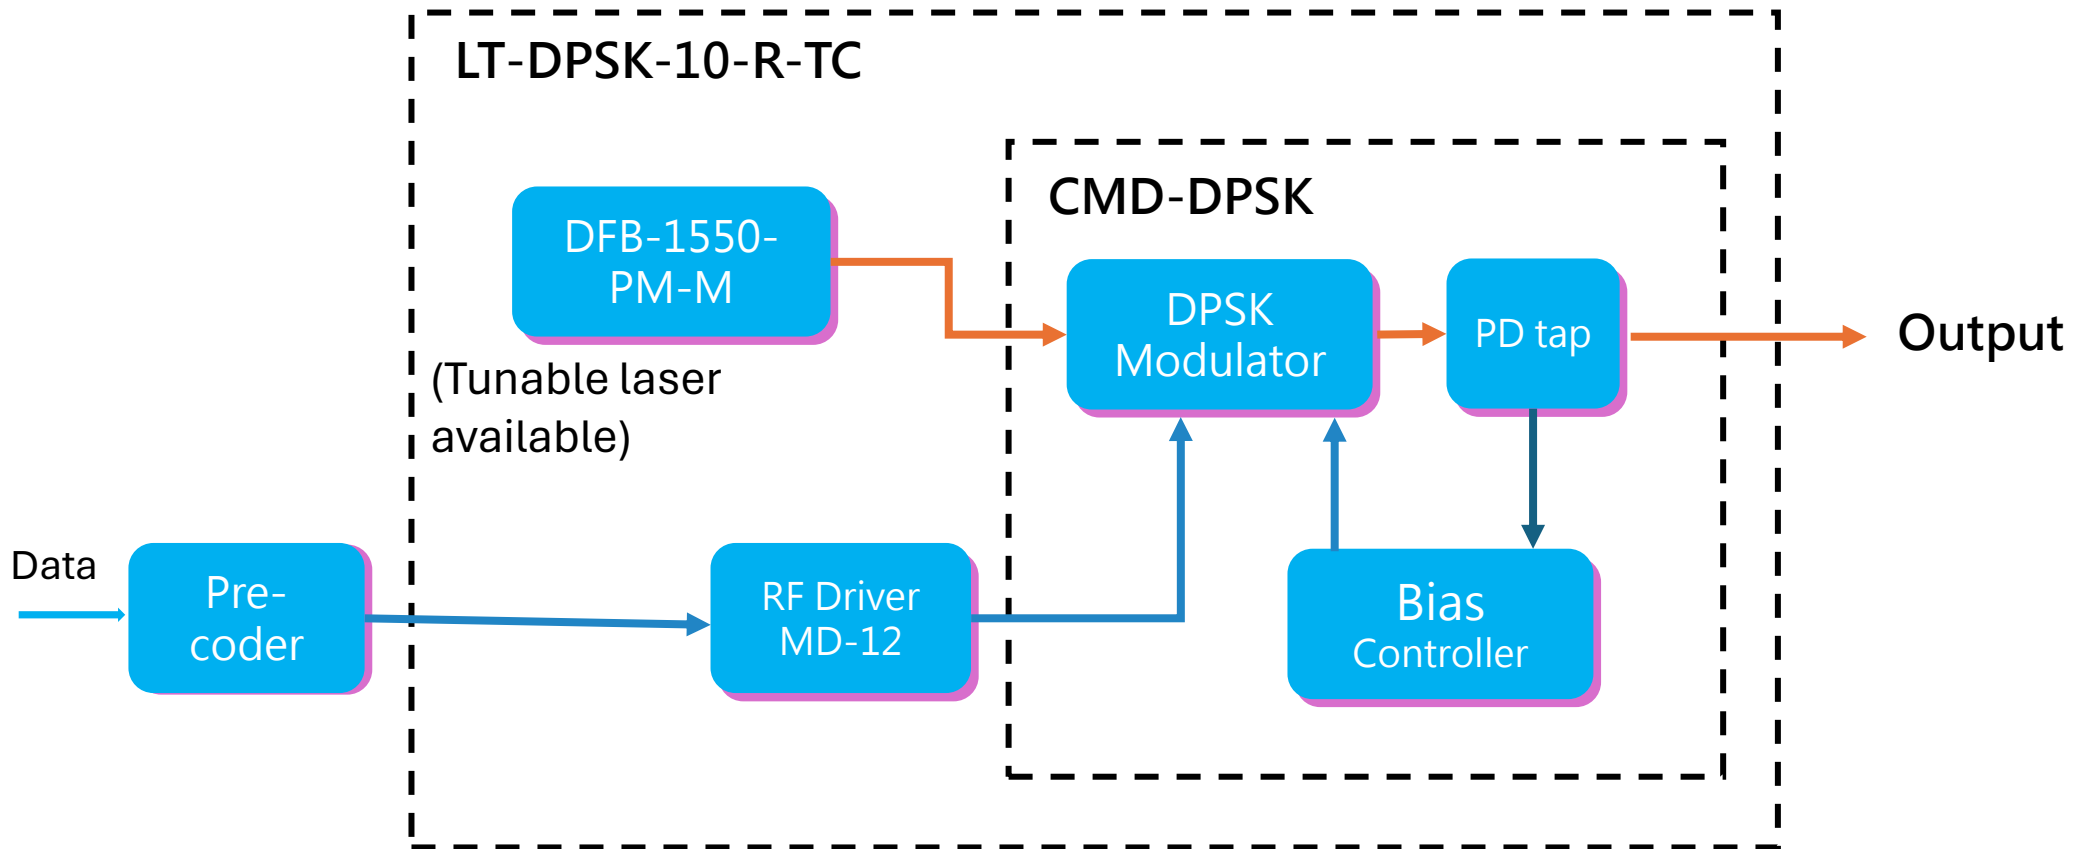 LT-DPSK-10-R-TC
CMD-DPSK
DFB-1550-
PM-M
(Tunable laser
available)
DPSK
Modulator
PD tap
Output
Data
Pre-
coder
RF Driver
MD-12
Bias
Controller